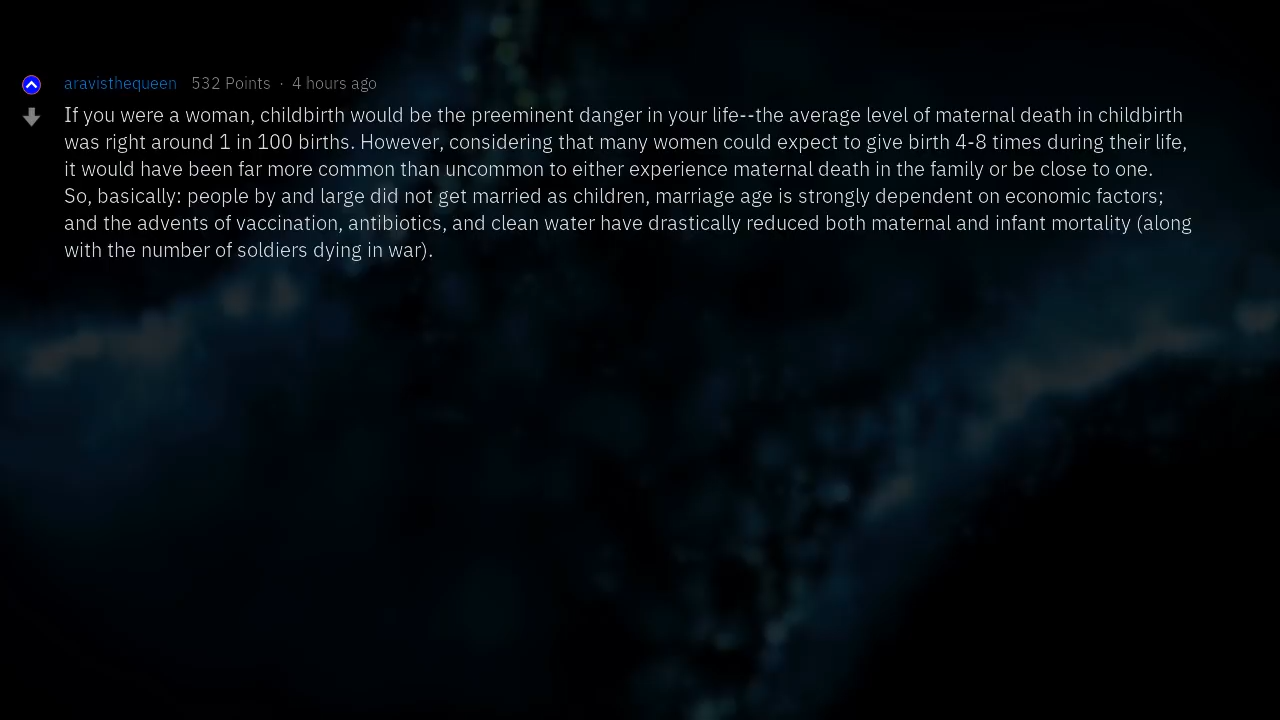 aravisthequeen 532 Points · 4 hours ago
If you were a woman, childbirth would be the preeminent danger in your life--the average level of maternal death in childbirth
was right around 1 in 100 births. However, considering that many women could expect to give birth 4-8 times during their life,
it would have been far more common than uncommon to either experience maternal death in the family or be close to one.
So, basically: people by and large did not get married as children, marriage age is strongly dependent on economic factors;
and the advents of vaccination, antibiotics, and clean water have drastically reduced both maternal and infant mortality (along
with the number of soldiers dying in war).